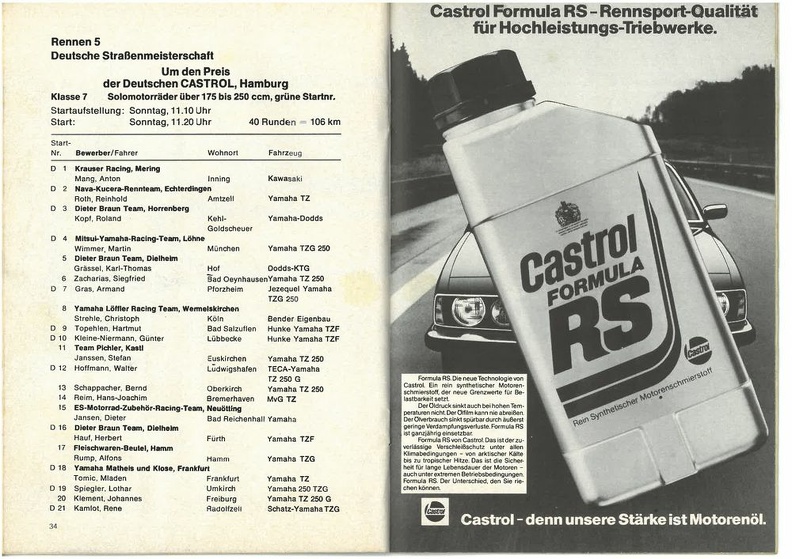 Rennen 5
Deutsche Straßenmeisterschaft
Um den Preis
der Deutschen CASTROL, Hamburg
Klasse 7 Solomotorräder über 175 bis 250 ccm, grüne Startnr.
Startaufstellung: Sonntag, 11.10 Uhr
Start: Sonntag, 11.20 Uhr 40 Runden = 106 km
Start-
Nr. Bewerber/Fahrer Wohnort Fahrzeug
D 1 Krauser Racing, Mering
Mang, Anton Inning Kawasaki
D 2 Nava-Kucera-Rennteam, Echterdingen
Roth, Reinhold Amtzell Yamaha TZ
D 3 Dieter Braun Team, Horrenberg
Kopf, Roland Kehl- Yamaha-Dodds
Goldscheuer
D 4 Mitsui-Yamaha-Racing-Team, Löhne
Wimmer, Martin München Yamaha TZG 250
5 Dieter Braun Team, Dielheim
Grässel, Karl-Thomas Hof Dodds-KTG
6 Zacharias, Siegfried Bad Oeynhausen Yamaha TZ 250
D 7 Gras, Armand Pforzheim Jezequel Yamaha
TZG 250
8 Yamaha Löffler Racing Team, Wermelskirchen
Strehle, Christoph Köln Bender Eigenbau
D 9 Topehlen, Hartmut Bad Salzuflen Hunke Yamaha TZF
D 10 Kleine-Niermann, Günter Lübbecke Hunke Yamaha TZF
11 Team Pichler, Kastl
Janssen, Stefan Euskirchen Yamaha TZ 250
D 12 Hoffmann, Walter Ludwigshafen TECA-Yamaha
TZ 250 G
13 Schappacher, Bernd Oberkirch Yamaha TZ 250
14 Reim, Hans-Joachim Bremerhaven MvG TZ
15 ES-Motorrad-Zubehör-Racing-Team, Neuötting
Jansen, Dieter Bad Reichenhall Yamaha
D 16 Dieter Braun Team, Dielheim
Hauf, Herbert Fürth Yamaha TZF
17 Fleischwaren-Beutel, Hamm
Rump, Alfons Hamm Yamaha TZG
D 18 Yamaha Matheis und Klose, Frankfurt
Tomic, Mladen Frankfurt Yamaha TZ
D 19 Spiegler, Lothar Umkirch Yamaha 250 TZG
20 Klement, Johannes Freiburg Yamaha TZ 250 G
D 21 Kamlot, Rene Radolfzell Schatz-Yamaha TZG
34
Castrol Formula RS – Rennsport-Qualität
für Hochleistungs-Triebwerke.
Castrol
FORMULA
RS
Castrol
Rein Synthetischer Motorenschmierstoff
Formula RS. Die neue Technologie von
Castrol. Ein rein synthetischer Motoren-
schmierstoff, der neue Grenzwerte für Be-
lastbarkeit setzt.
Der Öldruck sinkt auch bei hohen Tem-
peraturen nicht. Der Ölfilm kann nie abreißen.
Der Ölverbrauch sinkt spürbar durch äußerst
geringe Verdampfungsverluste. Formula RS
ist ganzjährig einsetzbar.
Formula RS von Castrol. Das ist der zu-
verlässige Verschleißschutz unter allen
Klimabedingungen – von arktischer Kälte
bis zu tropischer Hitze. Das ist die Sicher-
heit für lange Lebensdauer der Motoren –
auch unter extremen Betriebsbedingungen.
Formula RS. Der Unterschied, den Sie rie-
chen können.
Castrol
Castrol – denn unsere Stärke ist Motorenöl.